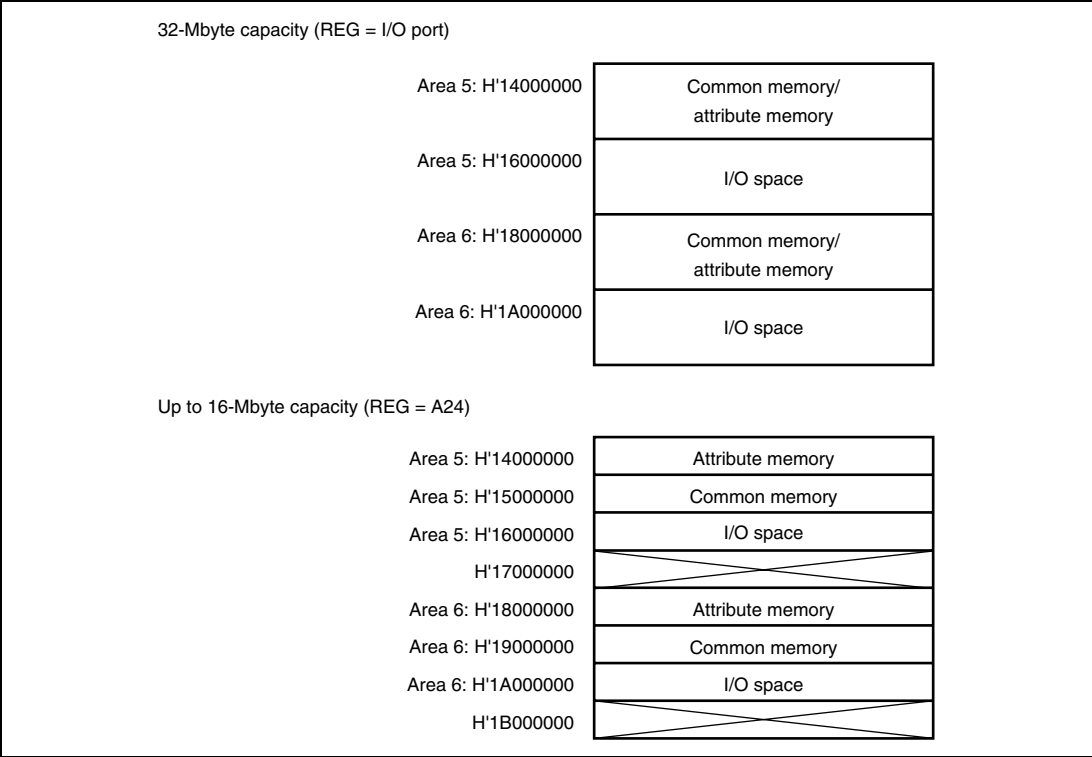 32-Mbyte capacity (REG = I/O port)
Area 5: H'14000000
Common memory/
attribute memory
Area 5: H'16000000
I/O space
Area 6: H'18000000
Common memory/
attribute memory
Area 6: H'1A000000
I/O space
Up to 16-Mbyte capacity (REG = A24)
Area 5: H'14000000 Attribute memory
Area 5: H'15000000 Common memory
Area 5: H'16000000 I/O space
H'17000000
Area 6: H'18000000 Attribute memory
Area 6: H'19000000 Common memory
Area 6: H'1A000000 I/O space
H'1B000000